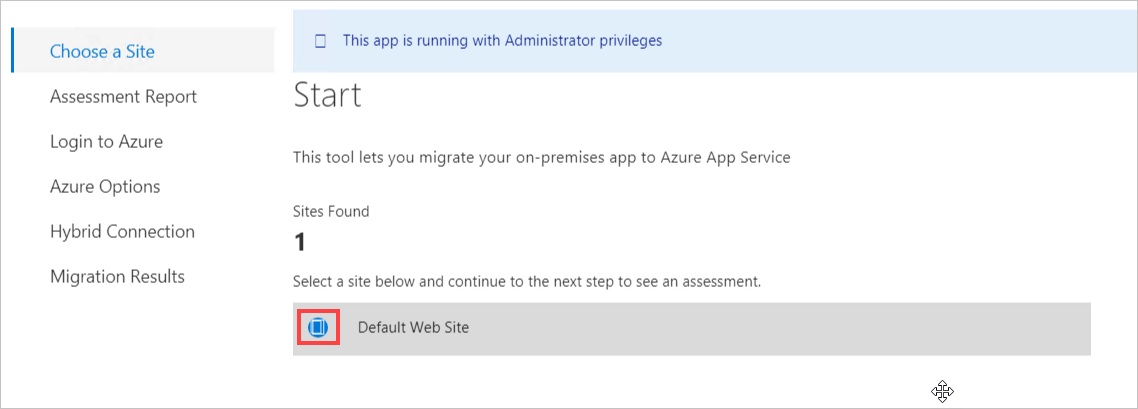 Choose a Site
Assessment Report
Login to Azure
Azure Options
Hybrid Connection
Migration Results
This app is running with Administrator privileges
Start
This tool lets you migrate your on-premises app to Azure App Service
Sites Found
1
Select a site below and continue to the next step to see an assessment.
Default Web Site